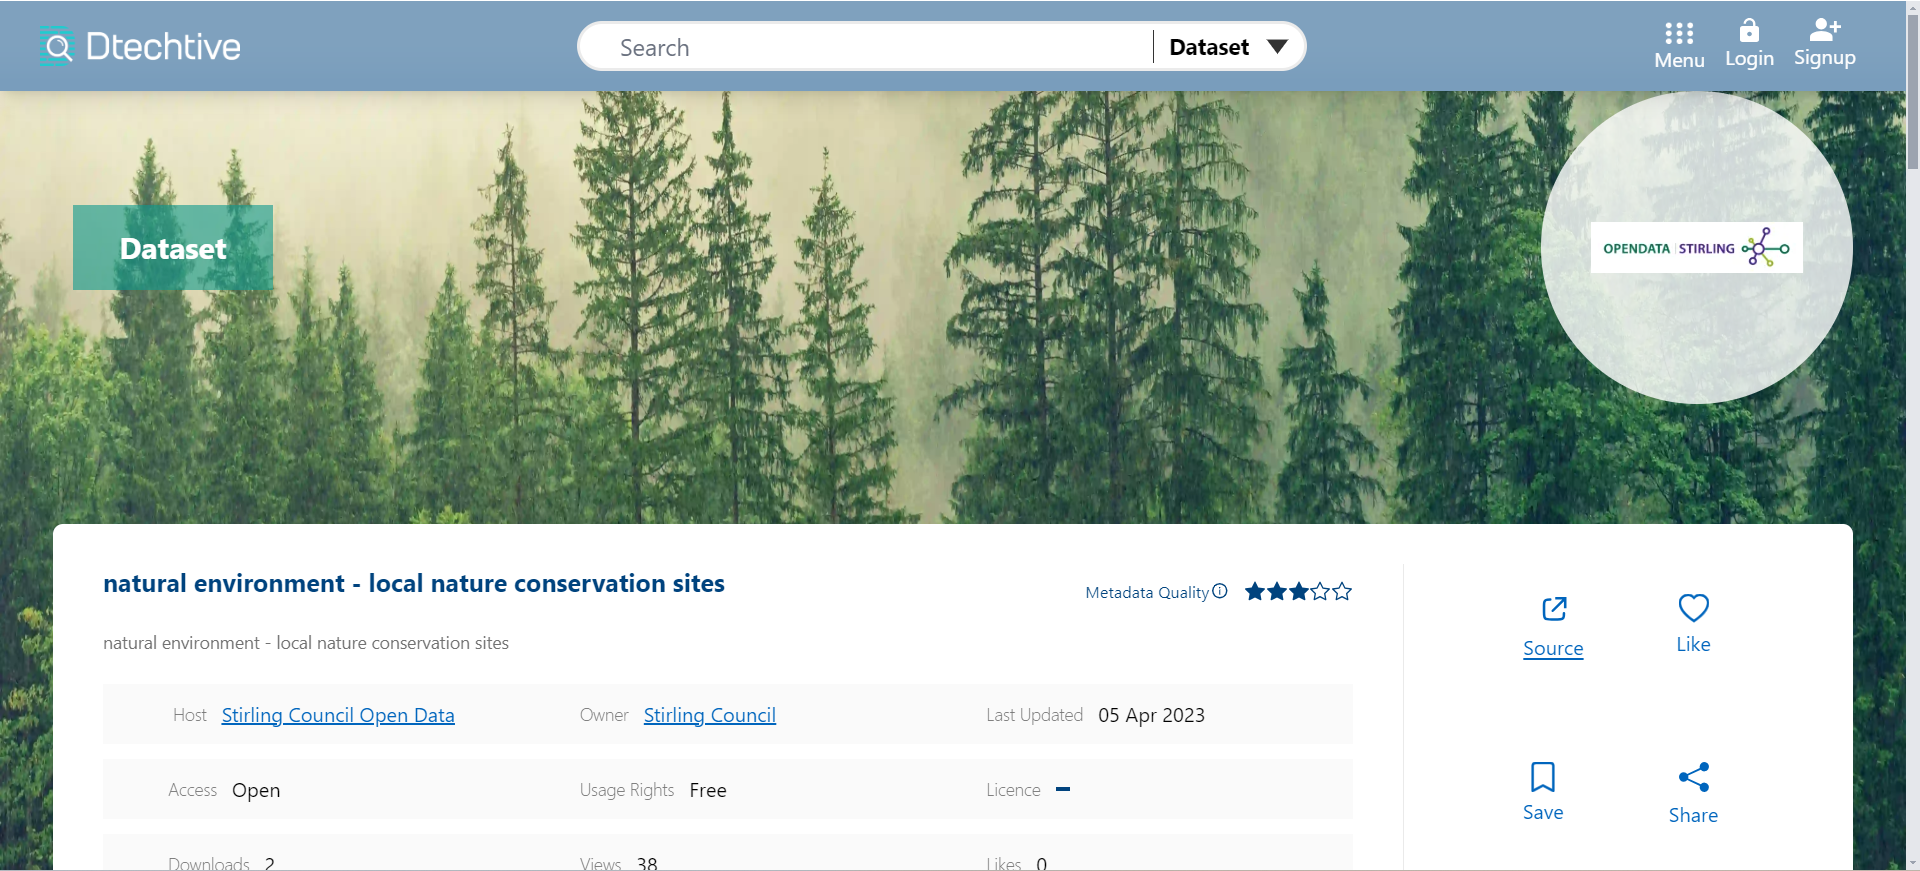 Dtechtive
Search
Dataset
Menu
Login
Signup
Dataset
OPENDATA STIRLING
natural environment - local nature conservation sites
Metadata Quality
natural environment - local nature conservation sites
Host Stirling Council Open Data Owner Stirling Council Last Updated 05 Apr 2023
Access Open Usage Rights Free Licence –
Downloads 2 Views 38 Likes 0
Source
Like
Save
Share